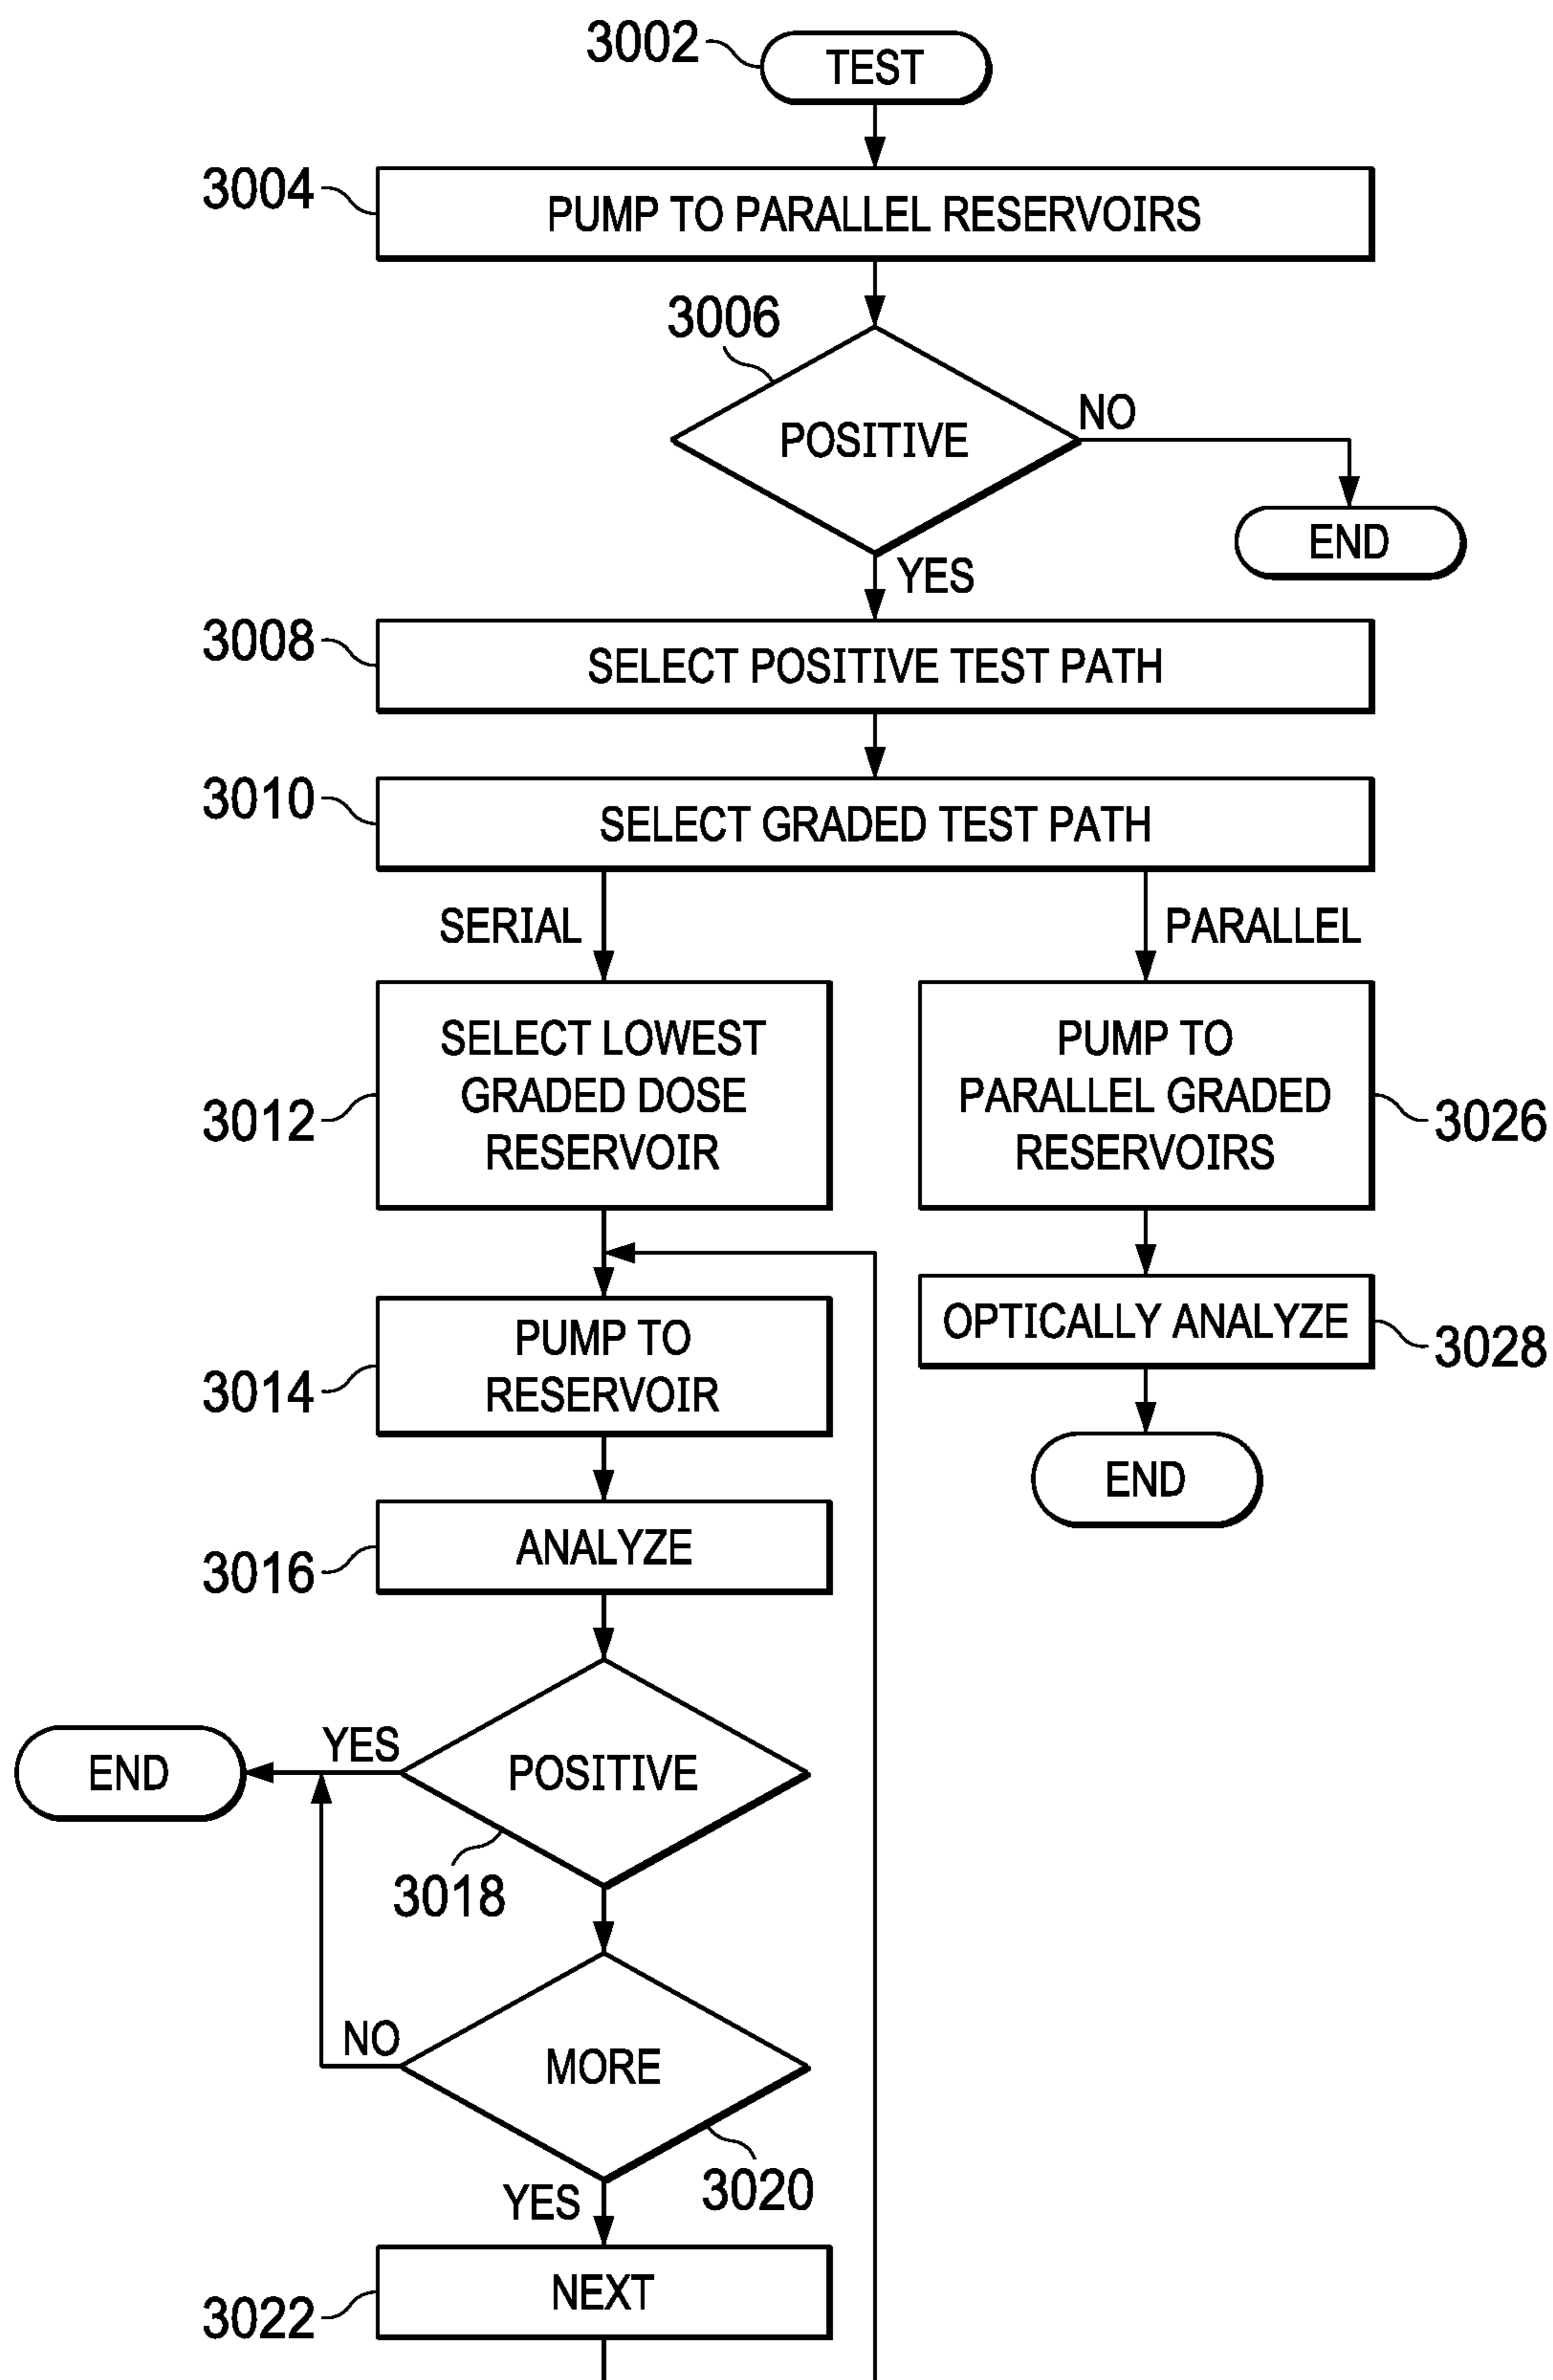 3002
TEST
3004
PUMP TO PARALLEL RESERVOIRS
3006
POSITIVE
NO
END
YES
3008
SELECT POSITIVE TEST PATH
3010
SELECT GRADED TEST PATH
SERIAL
PARALLEL
3012
SELECT LOWEST
GRADED DOSE
RESERVOIR
PUMP TO
PARALLEL GRADED
RESERVOIRS
3026
3014
PUMP TO
RESERVOIR
OPTICALLY ANALYZE
3028
END
3016
ANALYZE
END
YES
POSITIVE
3018
NO
MORE
3020
YES
3022
NEXT